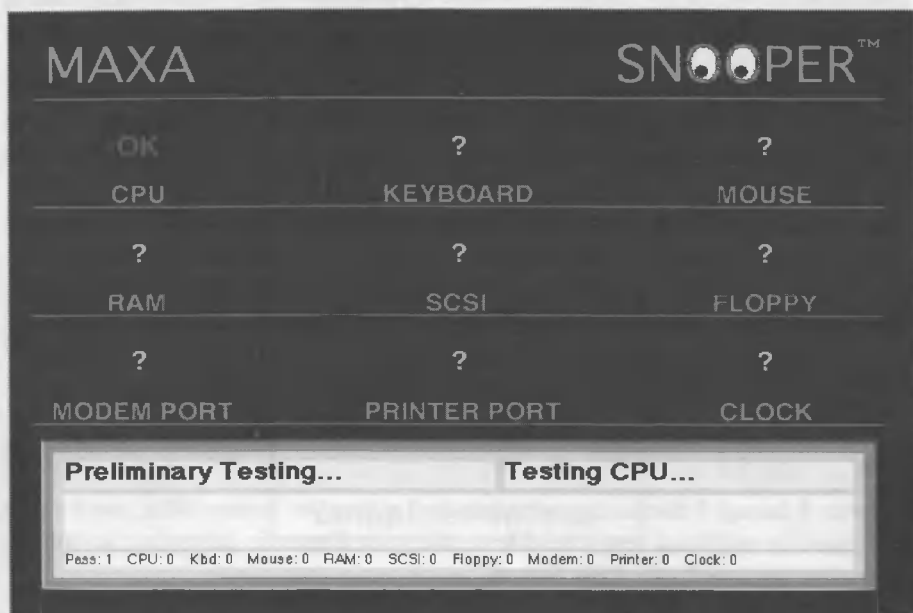 MAXA SNOOPER™
OK ? ?
CPU KEYBOARD MOUSE
? ? ?
RAM SCSI FLOPPY
? ? ?
MODEM PORT PRINTER PORT CLOCK
Preliminary Testing... Testing CPU...
Pass: 1 CPU: 0 Kbd: 0 Mouse: 0 RAM: 0 SCSI: 0 Floppy: 0 Modem: 0 Printer: 0 Clock: 0